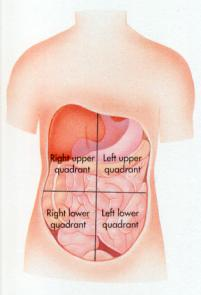 Right upper
quadrant
Left upper
quadrant
Right lower
quadrant
Left lower
quadrant